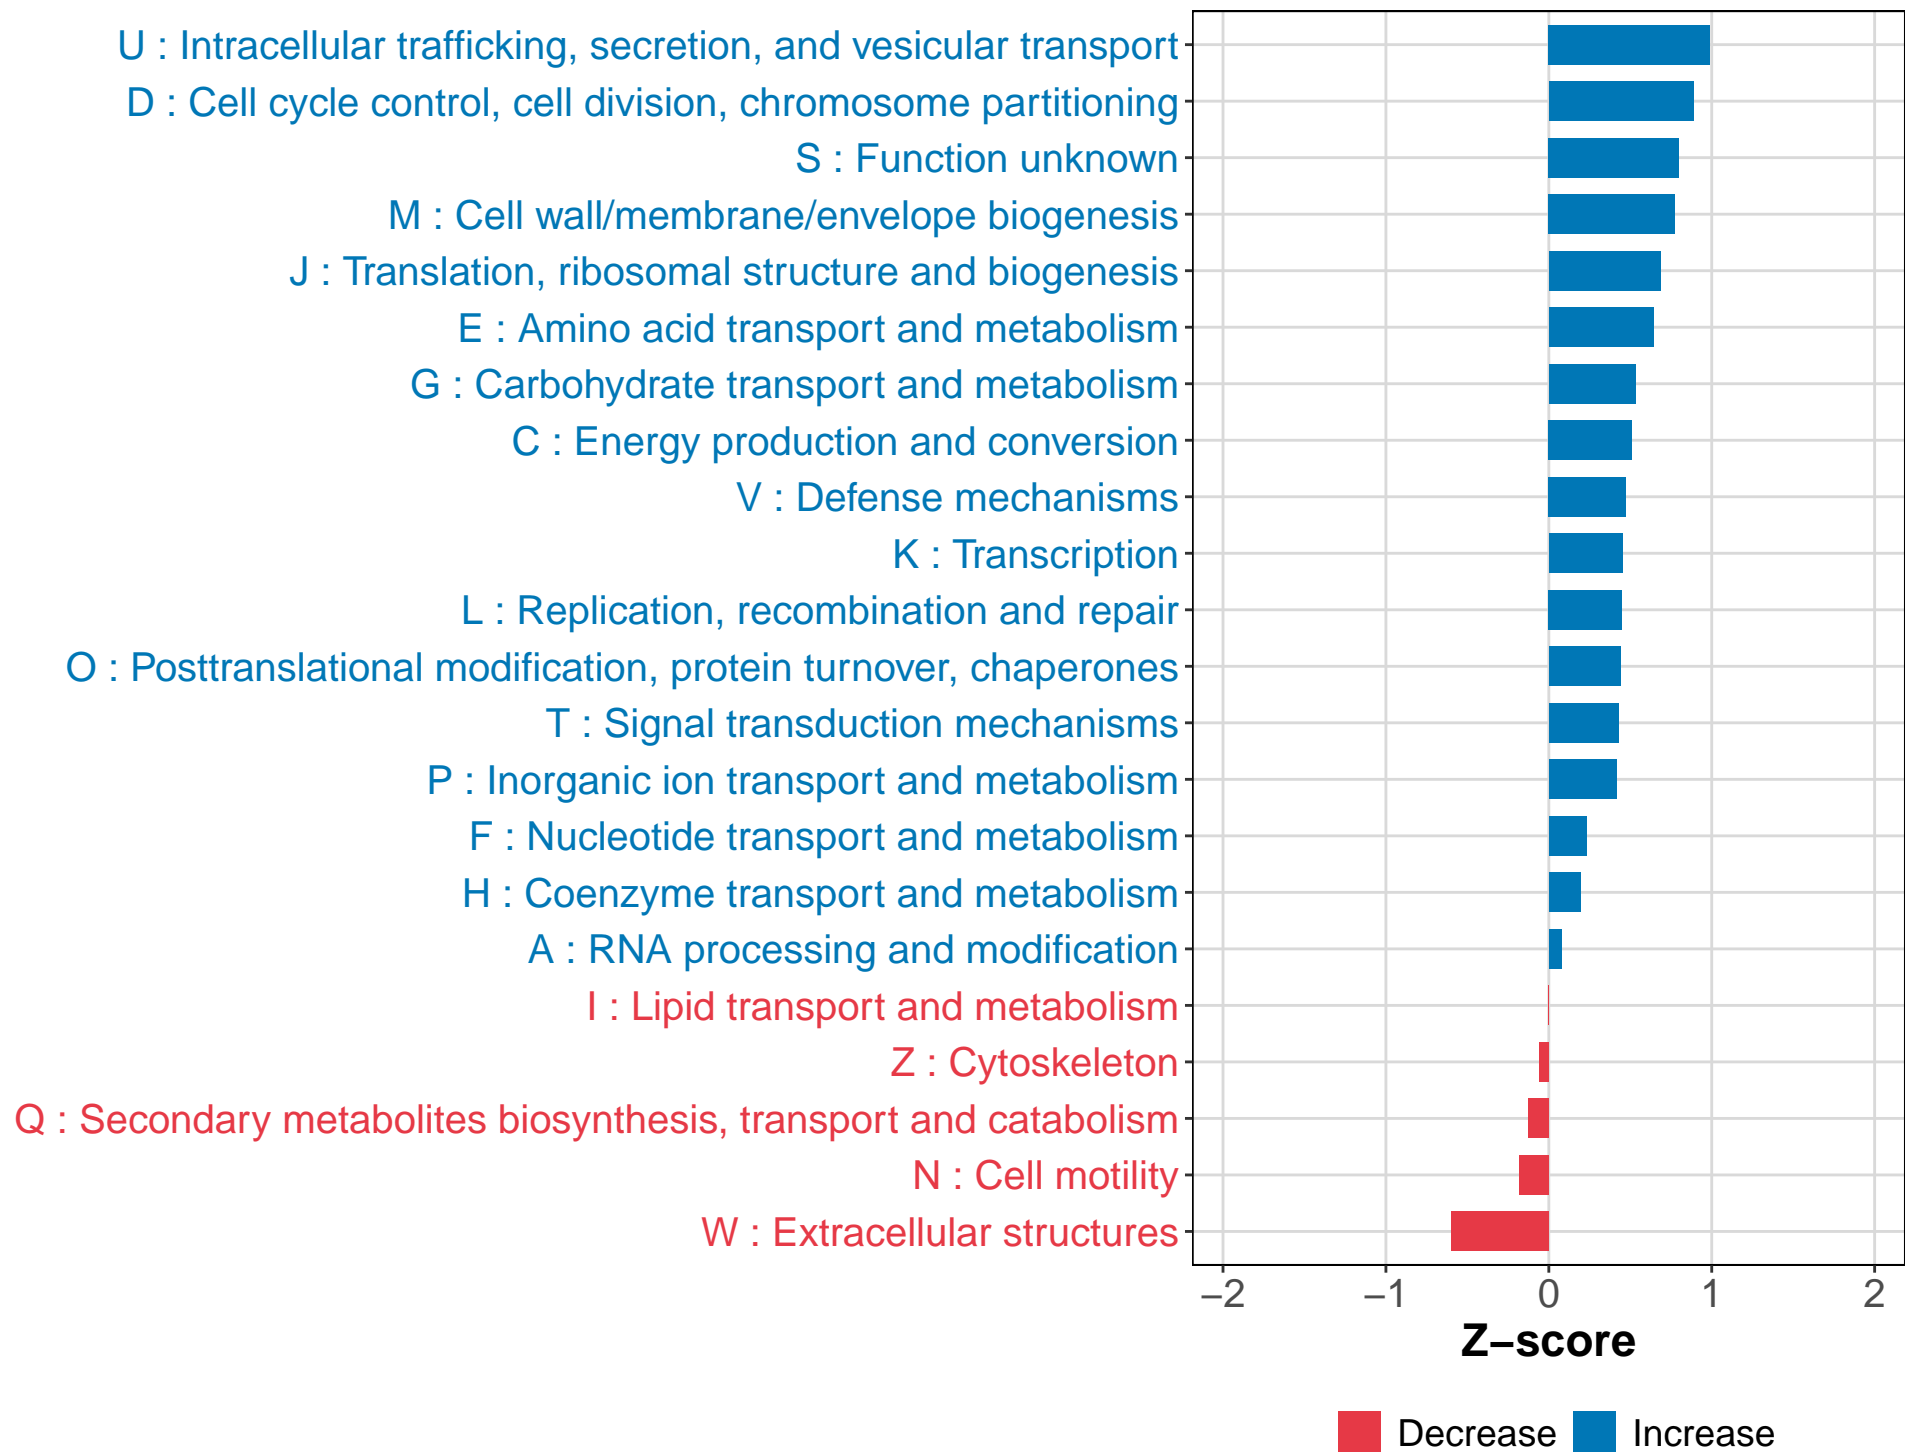 U : Intracellular trafficking, secretion, and vesicular transport
D : Cell cycle control, cell division, chromosome partitioning
S : Function unknown
M : Cell wall/membrane/envelope biogenesis
J : Translation, ribosomal structure and biogenesis
E : Amino acid transport and metabolism
G : Carbohydrate transport and metabolism
C : Energy production and conversion
V : Defense mechanisms
K : Transcription
L : Replication, recombination and repair
O : Posttranslational modification, protein turnover, chaperones
T : Signal transduction mechanisms
P : Inorganic ion transport and metabolism
F : Nucleotide transport and metabolism
H : Coenzyme transport and metabolism
A : RNA processing and modification
I : Lipid transport and metabolism
Z : Cytoskeleton
Q : Secondary metabolites biosynthesis, transport and catabolism
N : Cell motility
W : Extracellular structures
−2 −1 0 1 2
Z−score
Decrease Increase